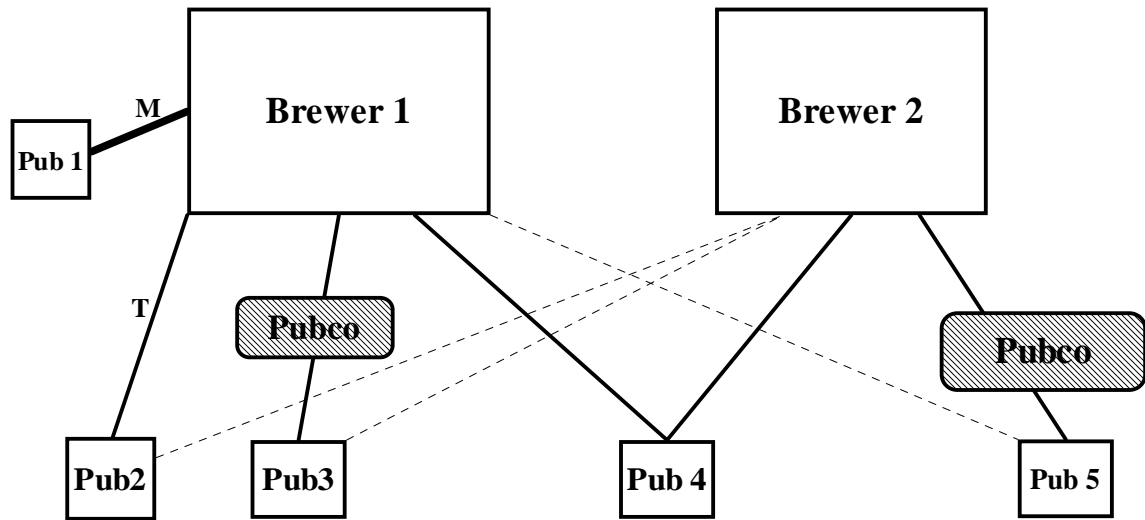 Brewer 1
Brewer 2
M
Pub 1
T
Pubco
Pubco
Pub2
Pub3
Pub 4
Pub 5